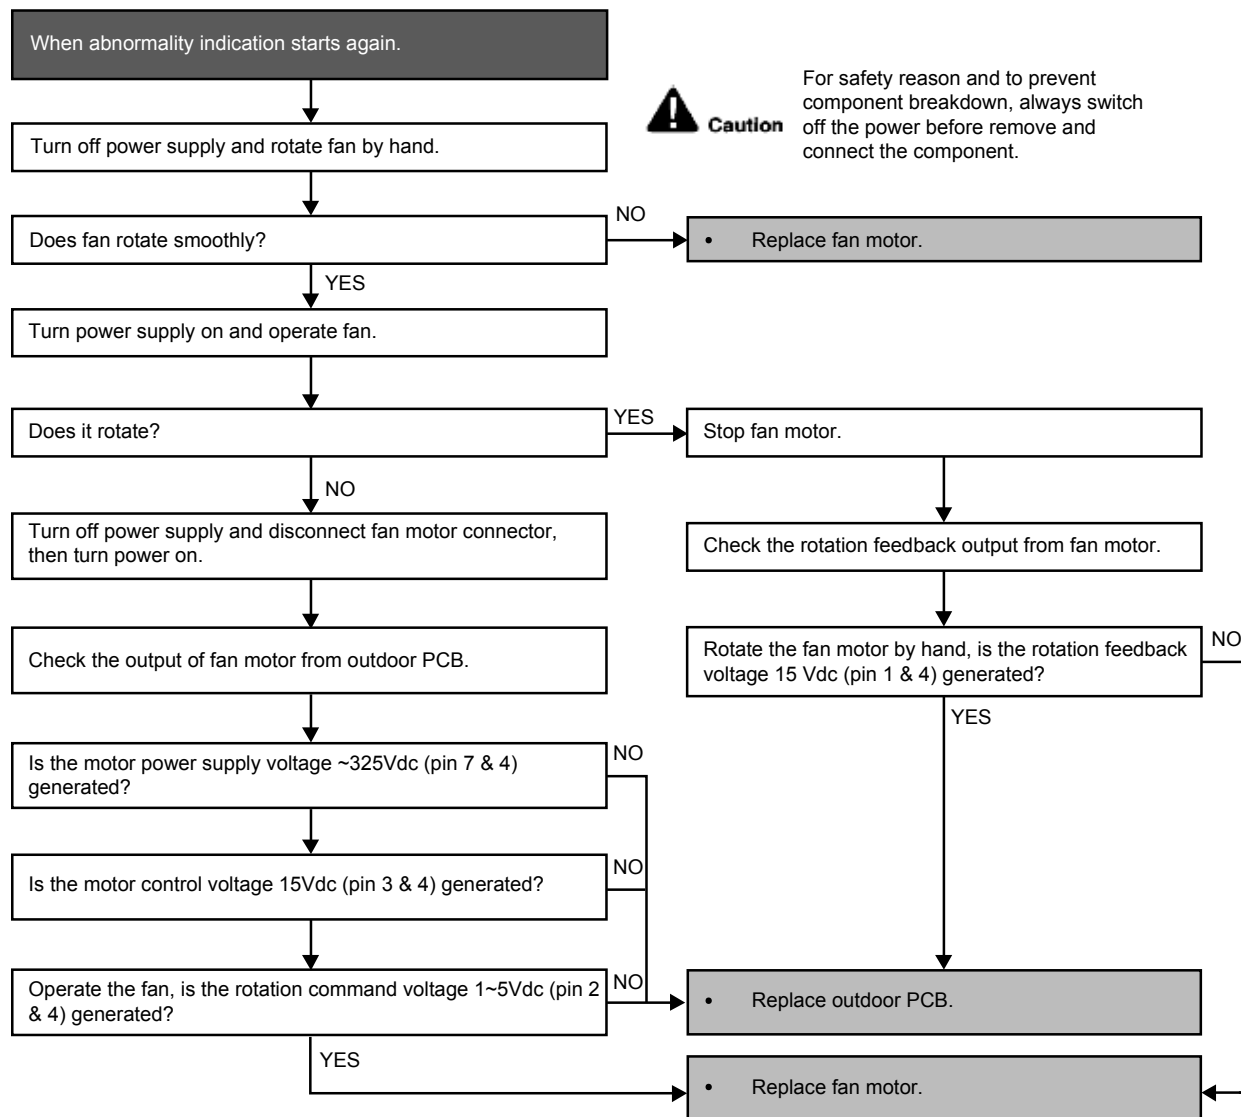 When abnormality indication starts again.
Caution
For safety reason and to prevent
component breakdown, always switch
off the power before remove and
connect the component.
Turn off power supply and rotate fan by hand.
Does fan rotate smoothly?
NO
• Replace fan motor.
YES
Turn power supply on and operate fan.
Does it rotate?
YES
Stop fan motor.
NO
Turn off power supply and disconnect fan motor connector,
then turn power on.
Check the rotation feedback output from fan motor.
Check the output of fan motor from outdoor PCB.
Rotate the fan motor by hand, is the rotation feedback
voltage 15 Vdc (pin 1 & 4) generated?
NO
YES
Is the motor power supply voltage ~325Vdc (pin 7 & 4)
generated?
NO
Is the motor control voltage 15Vdc (pin 3 & 4) generated?
NO
Operate the fan, is the rotation command voltage 1~5Vdc (pin 2
& 4) generated?
NO
• Replace outdoor PCB.
YES
• Replace fan motor.